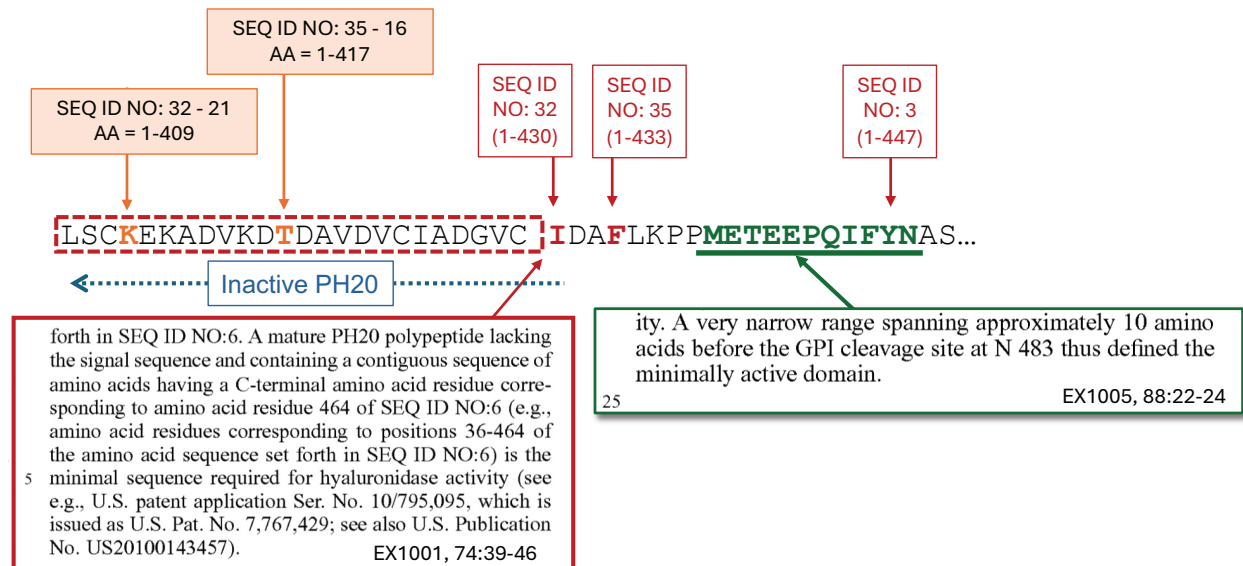 SEQ ID NO: 35 - 16
AA = 1-417
SEQ ID NO: 32 - 21
AA = 1-409
SEQ ID
NO: 32
(1-430)
SEQ ID
NO: 35
(1-433)
SEQ ID
NO: 3
(1-447)
LSCKEKADVKDTDAVDVCIADGVC IDAFLKPPMETEEPQIFYNAS...
Inactive PH20
forth in SEQ ID NO:6. A mature PH20 polypeptide lacking
the signal sequence and containing a contiguous sequence of
amino acids having a C-terminal amino acid residue corre-
sponding to amino acid residue 464 of SEQ ID NO:6 (e.g.,
amino acid residues corresponding to positions 36-464 of
the amino acid sequence set forth in SEQ ID NO:6) is the
5 minimal sequence required for hyaluronidase activity (see
e.g., U.S. patent application Ser. No. 10/795,095, which is
issued as U.S. Pat. No. 7,767,429; see also U.S. Publication
No. US20100143457).
EX1001, 74:39-46
ity. A very narrow range spanning approximately 10 amino
acids before the GPI cleavage site at N 483 thus defined the
minimally active domain.
25
EX1005, 88:22-24